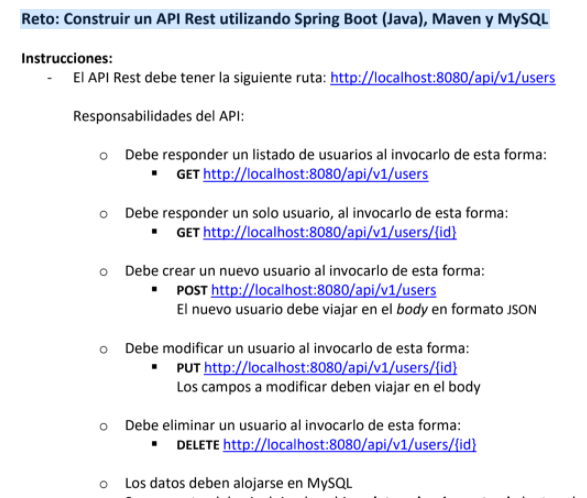 Reto: Construir un API Rest utilizando Spring Boot (Java), Maven y MySQL
Instrucciones:
- El API Rest debe tener la siguiente ruta: http://localhost:8080/api/v1/users
Responsabilidades del API:
o Debe responder un listado de usuarios al invocarlo de esta forma:
▪ GET http://localhost:8080/api/v1/users
o Debe responder un solo usuario, al invocarlo de esta forma:
▪ GET http://localhost:8080/api/v1/users/{id}
o Debe crear un nuevo usuario al invocarlo de esta forma:
▪ POST http://localhost:8080/api/v1/users
El nuevo usuario debe viajar en el body en formato JSON
o Debe modificar un usuario al invocarlo de esta forma:
▪ PUT http://localhost:8080/api/v1/users/{id}
Los campos a modificar deben viajar en el body
o Debe eliminar un usuario al invocarlo de esta forma:
▪ DELETE http://localhost:8080/api/v1/users/{id}
o Los datos deben alojarse en MySQL